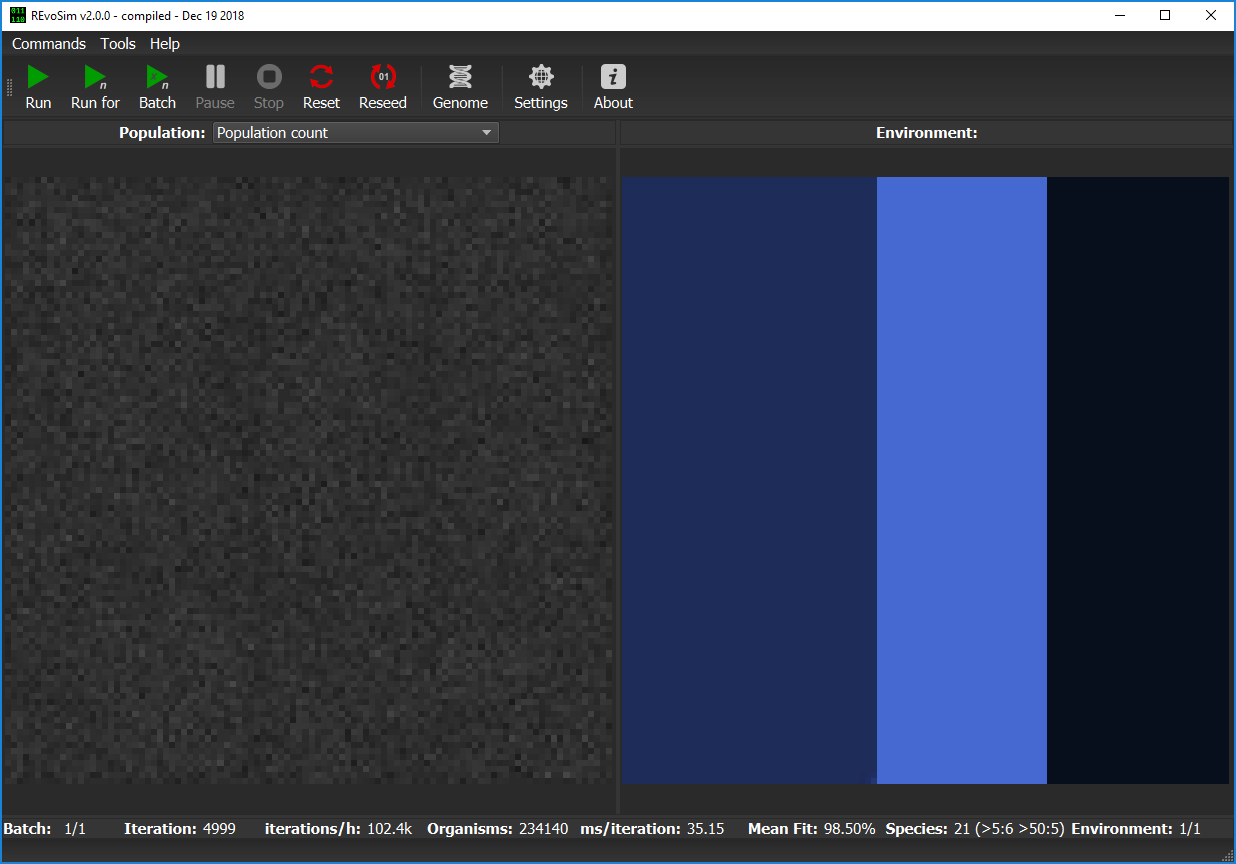 REvoSim v2.0.0 - compiled - Dec 19 2018
Commands Tools Help
Run Run for Batch Pause Stop Reset Reseed Genome Settings About
Population: Population count Environment:
Batch: 1/1 Iteration: 4999 iterations/h: 102.4k Organisms: 234140 ms/iteration: 35.15 Mean Fit: 98.50% Species: 21 (>5:6 >50:5) Environment: 1/1